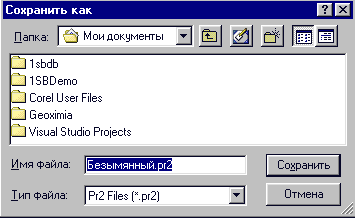 Сохранить как
Папка: Мои документы
1sbdb
1SBDemo
Corel User Files
Geoximia
Visual Studio Projects
Имя файла: Безымянный.pr2 Сохранить
Тип файла: Pr2 Files (*.pr2) Отмена